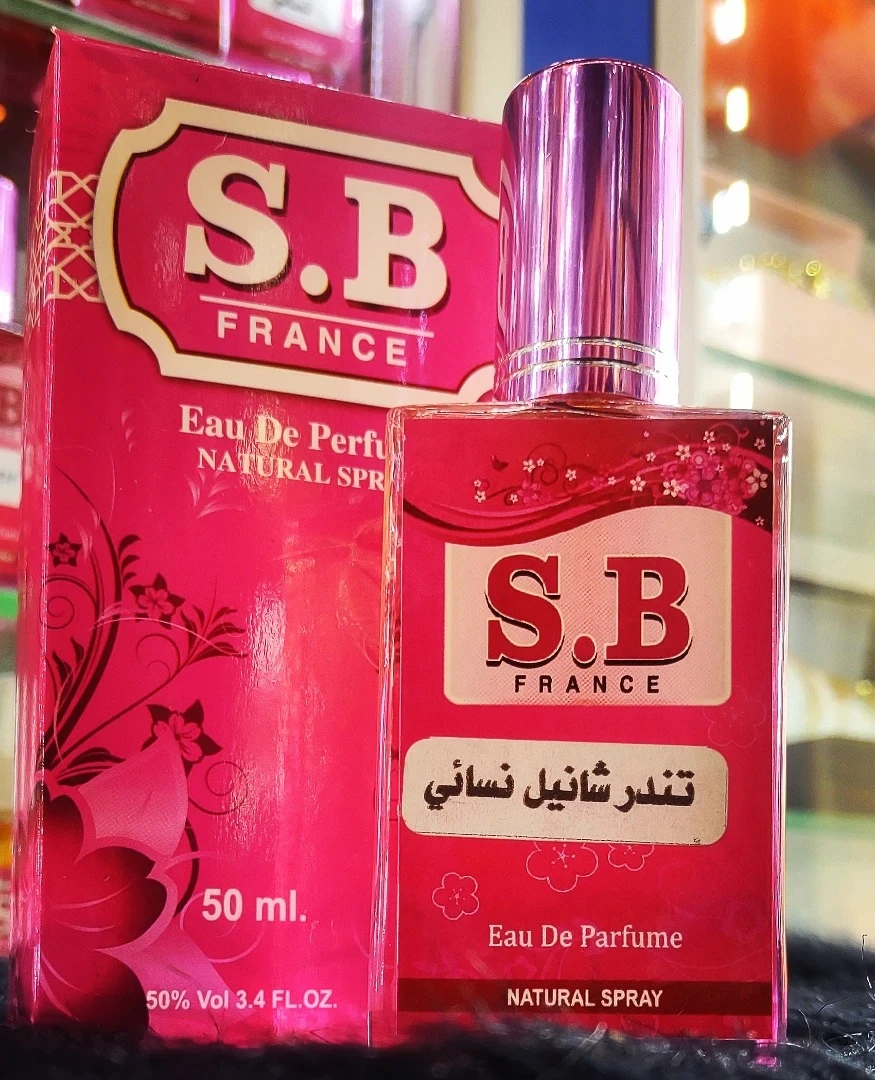 S.B
FRANCE
Eau De Perfu
NATURAL SPR
50 ml.
50% Vol 3.4 FL.OZ.
S.B
FRANCE
تندر شانيل نسائي
Eau De Parfume
NATURAL SPRAY